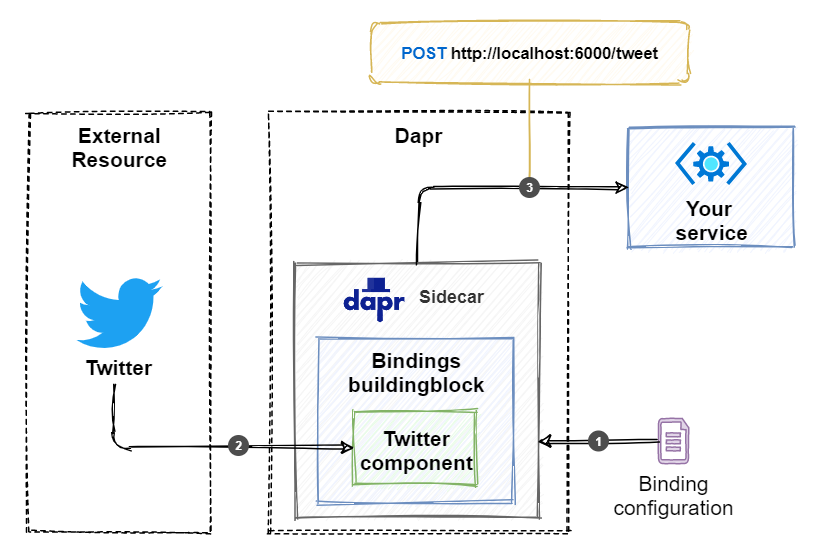 POST http://localhost:6000/tweet
External
Resource
Dapr
Your
service
3
dapr
Sidecar
Twitter
Bindings
buildingblock
Twitter
component
2
1
Binding
configuration